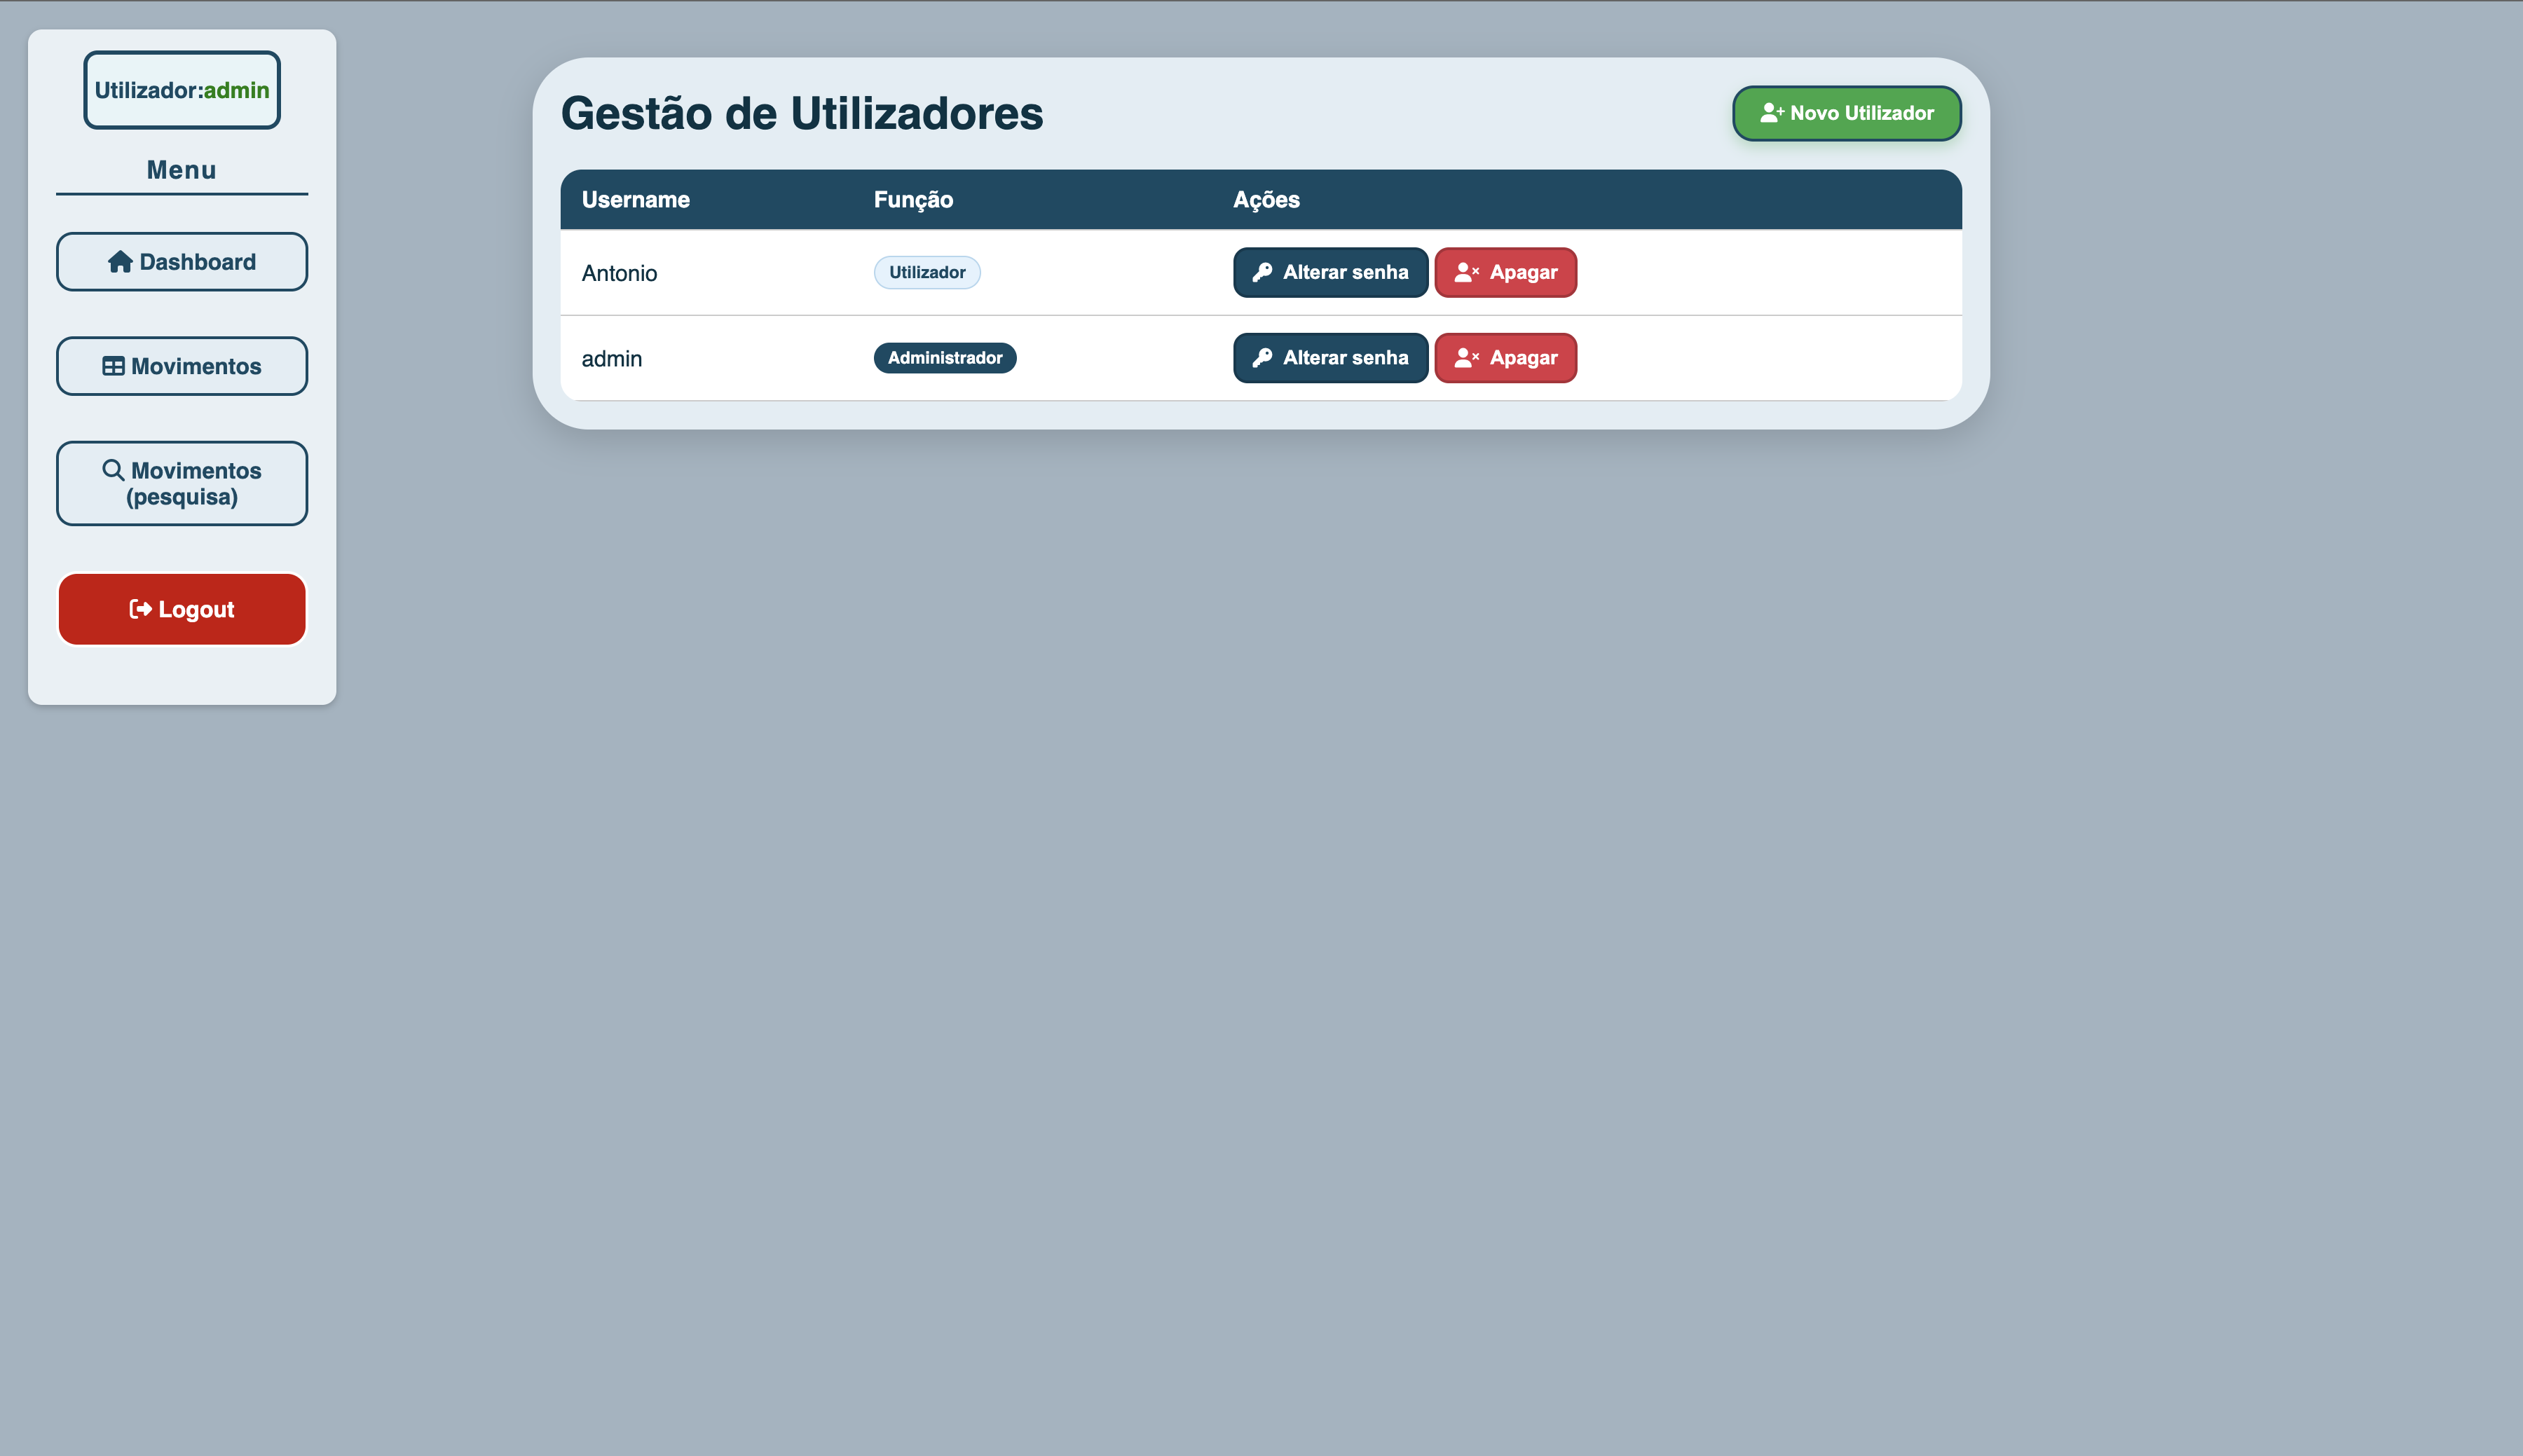 Utilizador:admin
Menu
Dashboard
Movimentos
Movimentos
(pesquisa)
Logout
Gestão de Utilizadores
Novo Utilizador
Username Função Ações
Antonio Utilizador Alterar senha Apagar
admin Administrador Alterar senha Apagar